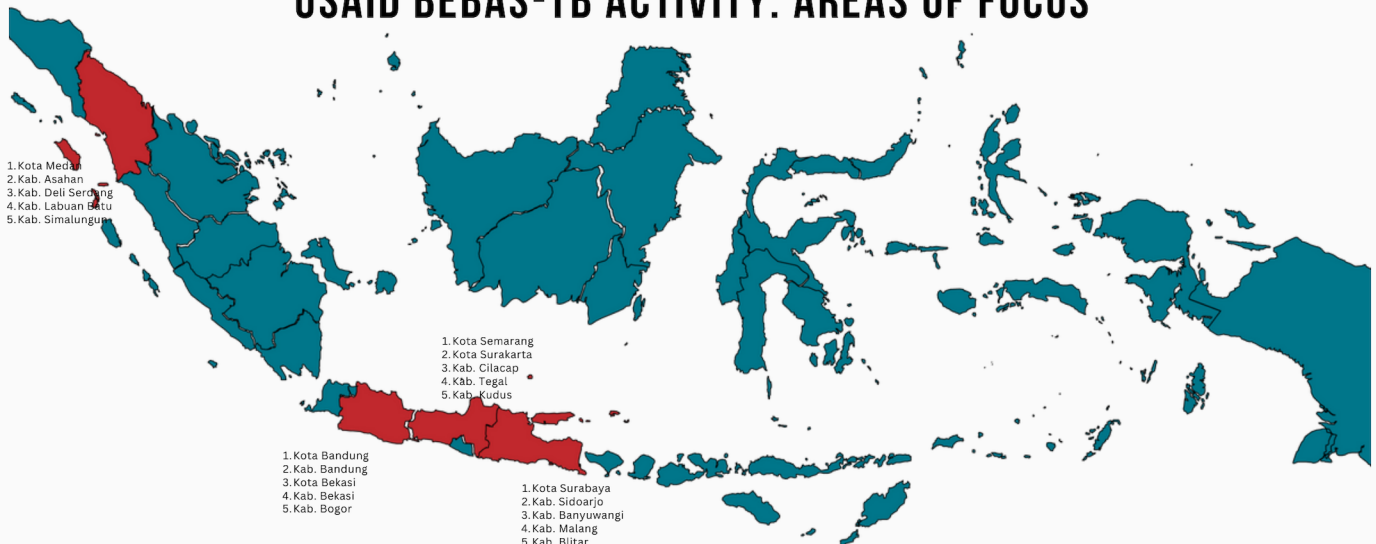 USAID BEBAS-TB ACTIVITY: AREAS OF FOCUS
1. Kota Medan
2. Kab. Asahan
3. Kab. Deli Serdang
4. Kab. Labuan Batu
5. Kab. Simalungun
1. Kota Semarang
2. Kota Surakarta
3. Kab. Cilacap
4. Kab. Tegal
5. Kab. Kudus
1. Kota Bandung
2. Kab. Bandung
3. Kota Bekasi
4. Kab. Bekasi
5. Kab. Bogor
1. Kota Surabaya
2. Kab. Sidoarjo
3. Kab. Banyuwangi
4. Kab. Malang
5. Kab. Blitar